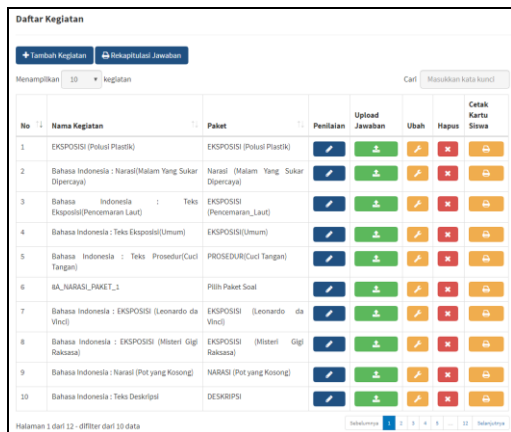 Daftar Kegiatan
Tambah Kegiatan Rekapitulasi Jawaban
Menampilkan 10 kegiatan Cari Masukkan kata kunci
No Nama Kegiatan Paket Penilaian Upload Jawaban Ubah Hapus Cetak Kartu Siswa
1 EKSPOSISI (Polusi Plastik) EKSPOSISI (Polusi Plastik)
2 Bahasa Indonesia : Narasi(Malam Yang Sukar Dipercaya) Narasi (Malam Yang Sukar Dipercaya)
3 Bahasa Indonesia : Teks Eksposisi(Pencemaran Laut) EKSPOSISI (Pencemaran_Laut)
4 Bahasa Indonesia : Teks Eksposisi(Umum) EKSPOSISI(Umum)
5 Bahasa Indonesia : Teks Prosedur(Cuci Tangan) PROSEDUR(Cuci Tangan)
6 8A_NARASI_PAKET_1 Pilih Paket Soal
7 Bahasa Indonesia : EKSPOSISI (Leonardo da Vinci) EKSPOSISI (Leonardo da Vinci)
8 Bahasa Indonesia : EKSPOSISI (Misteri Gigi Raksasa) EKSPOSISI (Misteri Gigi Raksasa)
9 Bahasa Indonesia : Narasi (Pot yang Kosong) NARASI (Pot yang Kosong)
10 Bahasa Indonesia : Teks Deskripsi DESKRIPSI
Halaman 1 dari 12 - difilter dari 10 data Sebelumnya 1 2 3 4 5 ... 12 Selanjutnya